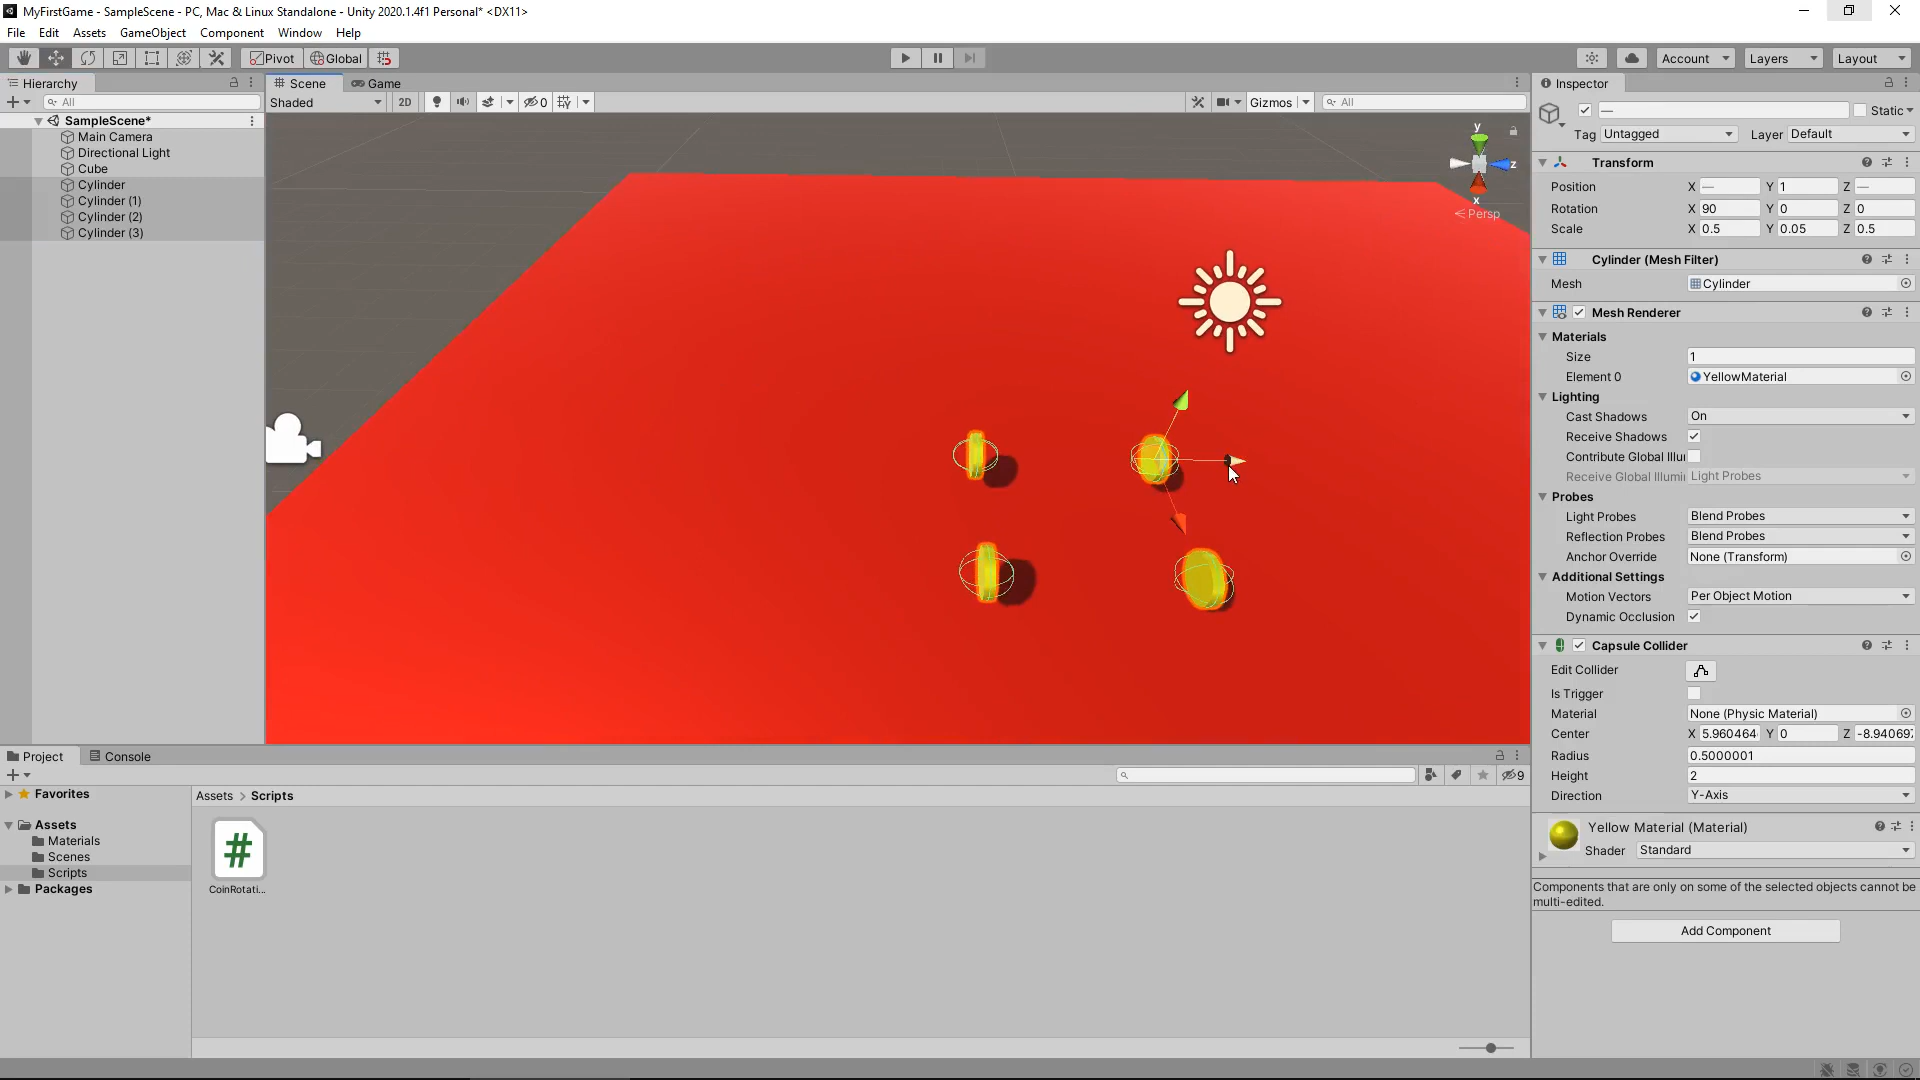 MyFirstGame - SampleScene - PC, Mac & Linux Standalone - Unity 2020.1.4f1 Personal* <DX11>
File Edit Assets GameObject Component Window Help
Pivot Global Account Layers Layout
Hierarchy
All
SampleScene*
Main Camera
Directional Light
Cube
Cylinder
Cylinder (1)
Cylinder (2)
Cylinder (3)
Scene Game
Shaded 2D 0 Gizmos All
y
z
x
< Persp
Inspector
— Static
Tag Untagged Layer Default
Transform
Position X — Y 1 Z —
Rotation X 90 Y 0 Z 0
Scale X 0.5 Y 0.05 Z 0.5
Cylinder (Mesh Filter)
Mesh Cylinder
Mesh Renderer
Materials
Size 1
Element 0 YellowMaterial
Lighting
Cast Shadows On
Receive Shadows
Contribute Global Illu
Receive Global Illumi Light Probes
Probes
Light Probes Blend Probes
Reflection Probes Blend Probes
Anchor Override None (Transform)
Additional Settings
Motion Vectors Per Object Motion
Dynamic Occlusion
Capsule Collider
Edit Collider
Is Trigger
Material None (Physic Material)
Center X 5.960464 Y 0 Z -8.94069
Radius 0.5000001
Height 2
Direction Y-Axis
Yellow Material (Material)
Shader Standard
Components that are only on some of the selected objects cannot be
multi-edited.
Add Component
Project Console
9
Favorites
Assets
Materials
Scenes
Scripts
Packages
Assets > Scripts
#
CoinRotati...